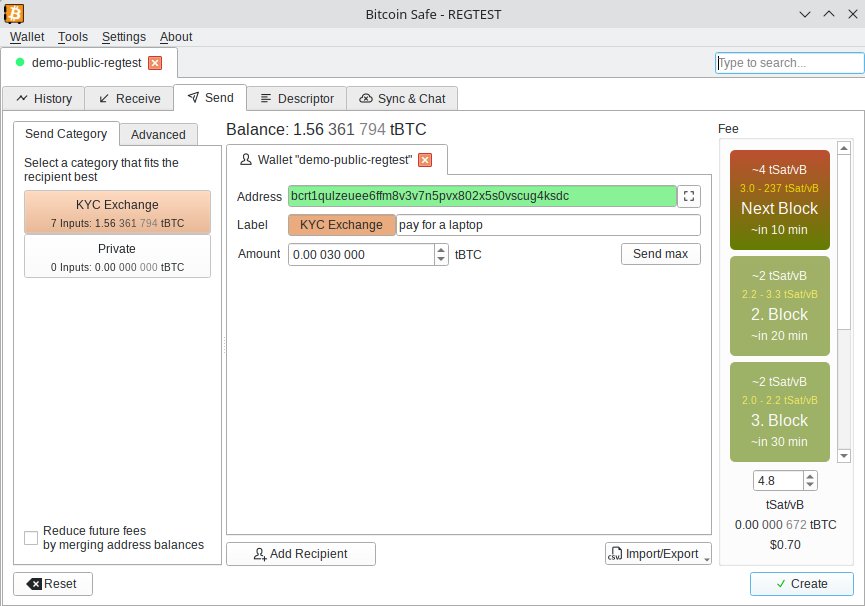 Bitcoin Safe - REGTEST
Wallet Tools Settings About
demo-public-regtest
Type to search...
History Receive Send Descriptor Sync & Chat
Send Category Advanced
Select a category that fits the
recipient best
KYC Exchange
7 Inputs: 1.56 361 794 tBTC
Private
0 Inputs: 0.00 000 000 tBTC
Reduce future fees
by merging address balances
Reset
Balance: 1.56 361 794 tBTC
Wallet "demo-public-regtest"
Address bcrt1qulzeuee6ffm8v3v7n5pvx802x5s0vscug4ksdc
Label KYC Exchange pay for a laptop
Amount 0.00 030 000 tBTC Send max
Add Recipient
CSV Import/Export
Fee
~4 tSat/vB
3.0 - 237 tSat/vB
Next Block
~in 10 min
~2 tSat/vB
2.2 - 3.3 tSat/vB
2. Block
~in 20 min
~2 tSat/vB
2.0 - 2.2 tSat/vB
3. Block
~in 30 min
4.8
tSat/vB
0.00 000 672 tBTC
$0.70
Create